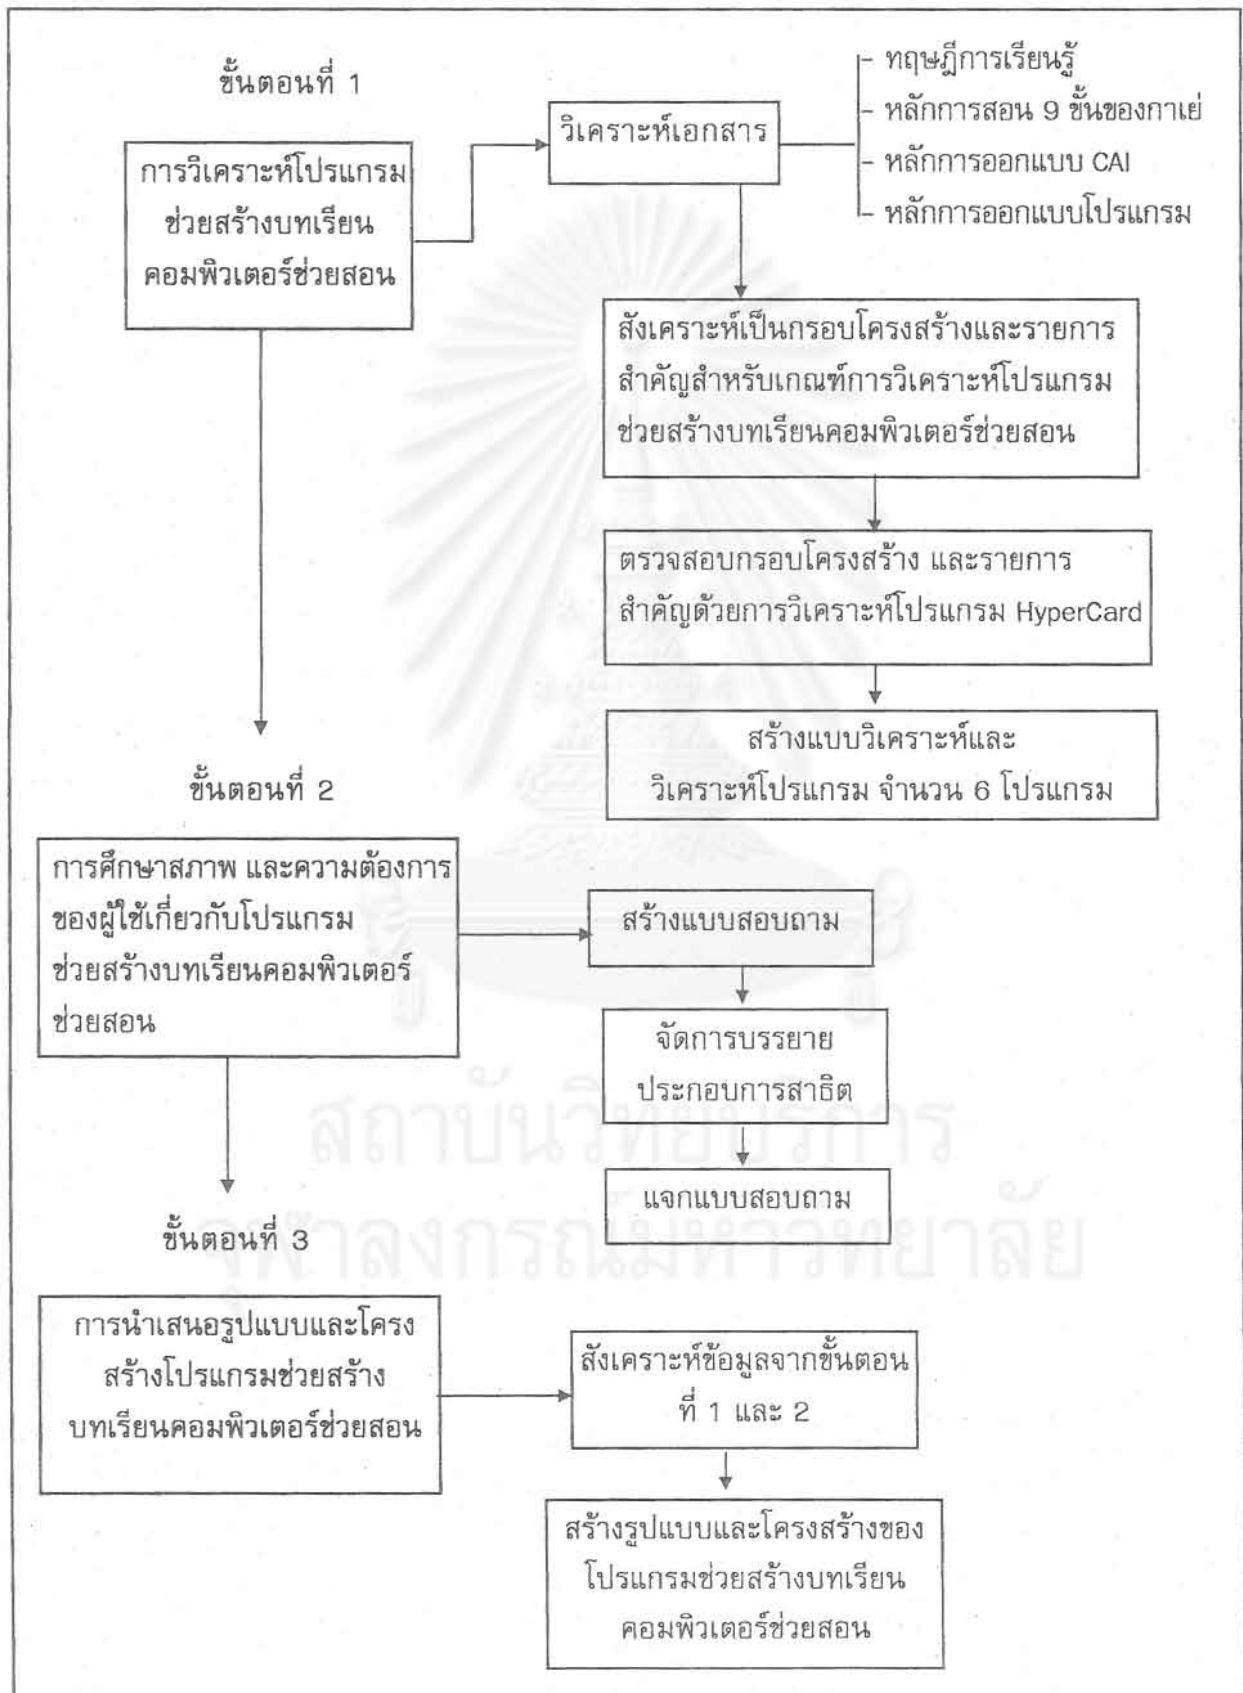 ขั้นตอนที่ 1
การวิเคราะห์โปรแกรม
ช่วยสร้างบทเรียน
คอมพิวเตอร์ช่วยสอน
วิเคราะห์เอกสาร
- ทฤษฎีการเรียนรู้
- หลักการสอน 9 ขั้นของกาเย่
- หลักการออกแบบ CAI
- หลักการออกแบบโปรแกรม
สังเคราะห์เป็นกรอบโครงสร้างและรายการ
สำคัญสำหรับเกณฑ์การวิเคราะห์โปรแกรม
ช่วยสร้างบทเรียนคอมพิวเตอร์ช่วยสอน
ตรวจสอบกรอบโครงสร้าง และรายการ
สำคัญด้วยการวิเคราะห์โปรแกรม HyperCard
สร้างแบบวิเคราะห์และ
วิเคราะห์โปรแกรม จำนวน 6 โปรแกรม
ขั้นตอนที่ 2
การศึกษาสภาพ และความต้องการ
ของผู้ใช้เกี่ยวกับโปรแกรม
ช่วยสร้างบทเรียนคอมพิวเตอร์
ช่วยสอน
สร้างแบบสอบถาม
จัดการบรรยาย
ประกอบการสาธิต
แจกแบบสอบถาม
สถาบันวิทยบริการ
จุฬาลงกรณ์มหาวิทยาลัย
ขั้นตอนที่ 3
การนำเสนอรูปแบบและโครง
สร้างโปรแกรมช่วยสร้าง
บทเรียนคอมพิวเตอร์ช่วยสอน
สังเคราะห์ข้อมูลจากขั้นตอน
ที่ 1 และ 2
สร้างรูปแบบและโครงสร้างของ
โปรแกรมช่วยสร้างบทเรียน
คอมพิวเตอร์ช่วยสอน